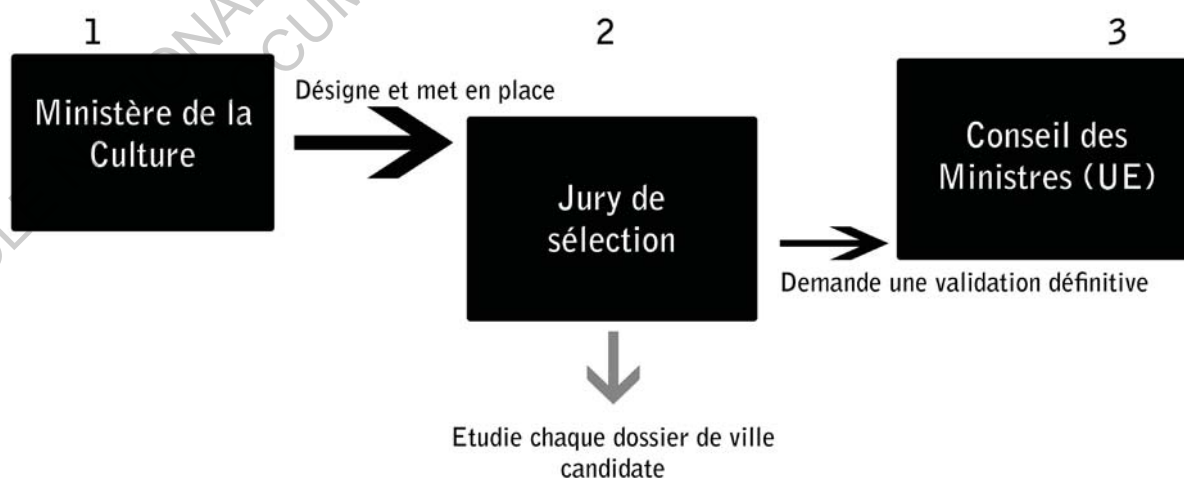 1
2
3
Ministère de la
Culture
Désigne et met en place
Jury de
sélection
Conseil des
Ministres (UE)
Demande une validation définitive
Etudie chaque dossier de ville
candidate